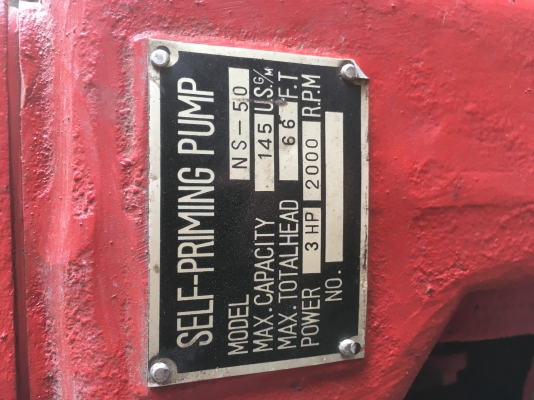 SELF-PRIMING PUMP
MODEL NS-50
MAX. CAPACITY 145 U.S.G/M
MAX. TOTALHEAD 66 F.T
POWER 3 HP 2000 R.P.M
NO.